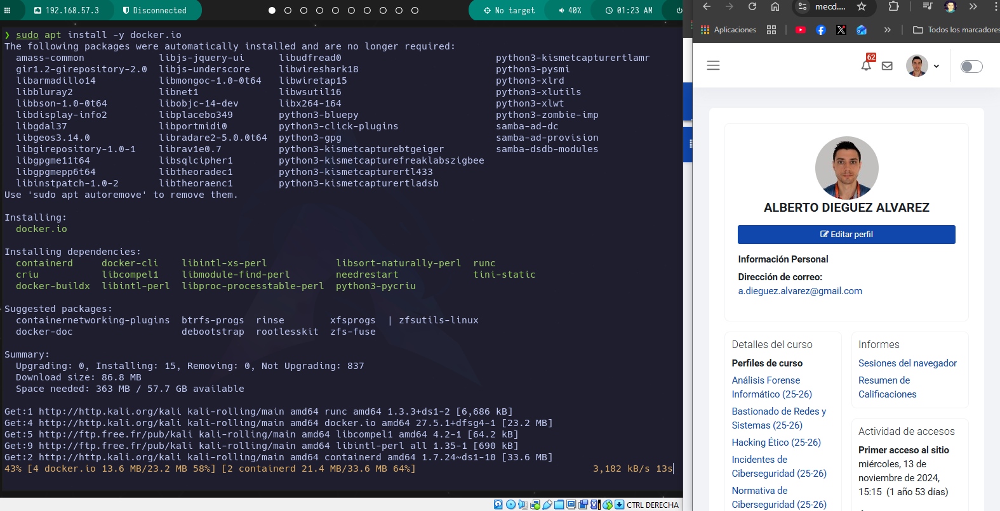 192.168.57.3 Disconnected No target 40% 01:23 AM
❯ sudo apt install -y docker.io
The following packages were automatically installed and are no longer required:
amass-common libjs-jquery-ui libudfread0 python3-kismetcapturertlamr
gir1.2-girepository-2.0 libjs-underscore libwireshark18 python3-pysmi
libarmadillo14 libmongoc-1.0-0t64 libwiretap15 python3-xlrd
libbluray2 libnet1 libwsutil16 python3-xlutils
libbson-1.0-0t64 libobjc-14-dev libx264-164 python3-xlwt
libdisplay-info2 libplacebo349 python3-bluepy python3-zombie-imp
libgdal37 libportmidi0 python3-click-plugins samba-ad-dc
libgeos3.14.0 libradare2-5.0.0t64 python3-gpg samba-ad-provision
libgirepository-1.0-1 librav1e0.7 python3-kismetcapturebtgeiger samba-dsdb-modules
libgpgme11t64 libsqlcipher1 python3-kismetcapturefreaklabszigbee
libgpgmepp6t64 libtheoradec1 python3-kismetcapturertl433
libinstpatch-1.0-2 libtheoraenc1 python3-kismetcapturertladsb
Use 'sudo apt autoremove' to remove them.
Installing:
docker.io
Installing dependencies:
containerd docker-cli libintl-xs-perl libsort-naturally-perl runc
criu libcompel1 libmodule-find-perl needrestart tini-static
docker-buildx libintl-perl libproc-processtable-perl python3-pycriu
Suggested packages:
containernetworking-plugins btrfs-progs rinse xfsprogs | zfsutils-linux
docker-doc debootstrap rootlesskit zfs-fuse
Summary:
Upgrading: 0, Installing: 15, Removing: 0, Not Upgrading: 837
Download size: 86.8 MB
Space needed: 363 MB / 57.7 GB available
Get:1 http://http.kali.org/kali kali-rolling/main amd64 runc amd64 1.3.3+ds1-2 [6,686 kB]
Get:4 http://http.kali.org/kali kali-rolling/main amd64 docker.io amd64 27.5.1+dfsg4-1 [23.2 MB]
Get:5 http://ftp.free.fr/pub/kali kali-rolling/main amd64 libcompel1 amd64 4.2-1 [64.2 kB]
Get:9 http://ftp.free.fr/pub/kali kali-rolling/main amd64 libintl-perl all 1.35-1 [690 kB]
Get:2 http://http.kali.org/kali kali-rolling/main amd64 containerd amd64 1.7.24~ds1-10 [33.6 MB]
43% [4 docker.io 13.6 MB/23.2 MB 58%] [2 containerd 21.4 MB/33.6 MB 64%] 3,182 kB/s 13s
CTRL DERECHA
mecd....
Aplicaciones
Todos los marcadores
62
ALBERTO DIEGUEZ ALVAREZ
Editar perfil
Información Personal
Dirección de correo:
a.dieguez.alvarez@gmail.com
Detalles del curso
Perfiles de curso
Análisis Forense
Informático (25-26)
Bastionado de Redes y
Sistemas (25-26)
Hacking Ético (25-26)
Incidentes de
Ciberseguridad (25-26)
Normativa de
Ciberseguridad (25-26)
Informes
Sesiones del navegador
Resumen de
Calificaciones
Actividad de accesos
Primer acceso al sitio
miércoles, 13 de
noviembre de 2024,
15:15 (1 año 53 días)